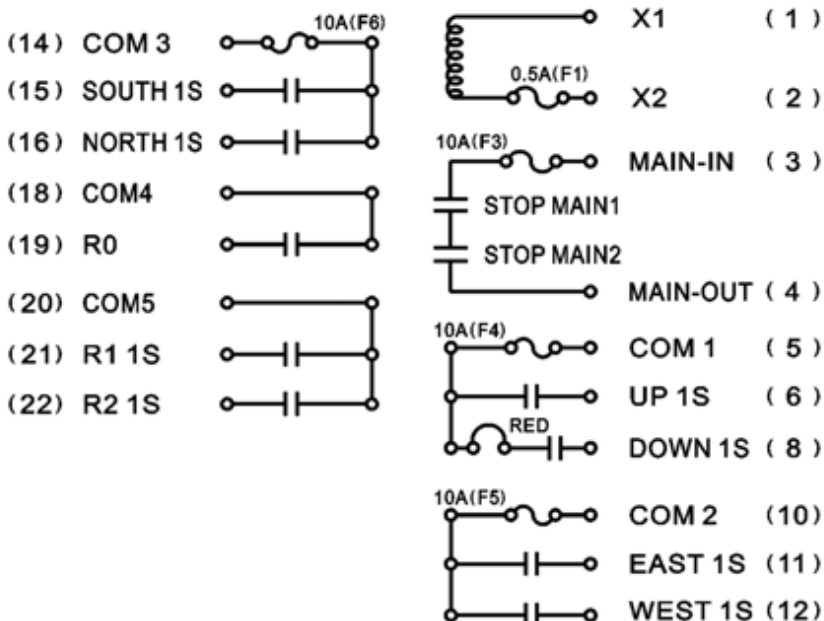 10A(F6)
(14) COM 3
(15) SOUTH 1S
(16) NORTH 1S
(18) COM4
(19) R0
(20) COM5
(21) R1 1S
(22) R2 1S
X1 ( 1 )
0.5A(F1)
X2 ( 2 )
10A(F3)
MAIN-IN ( 3 )
STOP MAIN1
STOP MAIN2
MAIN-OUT ( 4 )
10A(F4)
COM 1 ( 5 )
UP 1S ( 6 )
RED
DOWN 1S ( 8 )
10A(F5)
COM 2 (10)
EAST 1S (11)
WEST 1S (12)